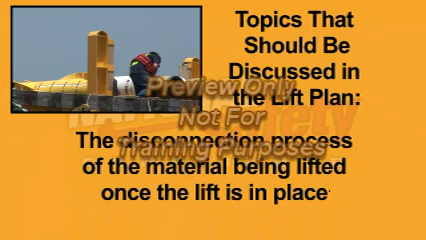 Topics That
Should Be
Discussed in
the Lift Plan:
Preview Only
Not For
Training Purposes
The disconnection process
of the material being lifted
once the lift is in place.